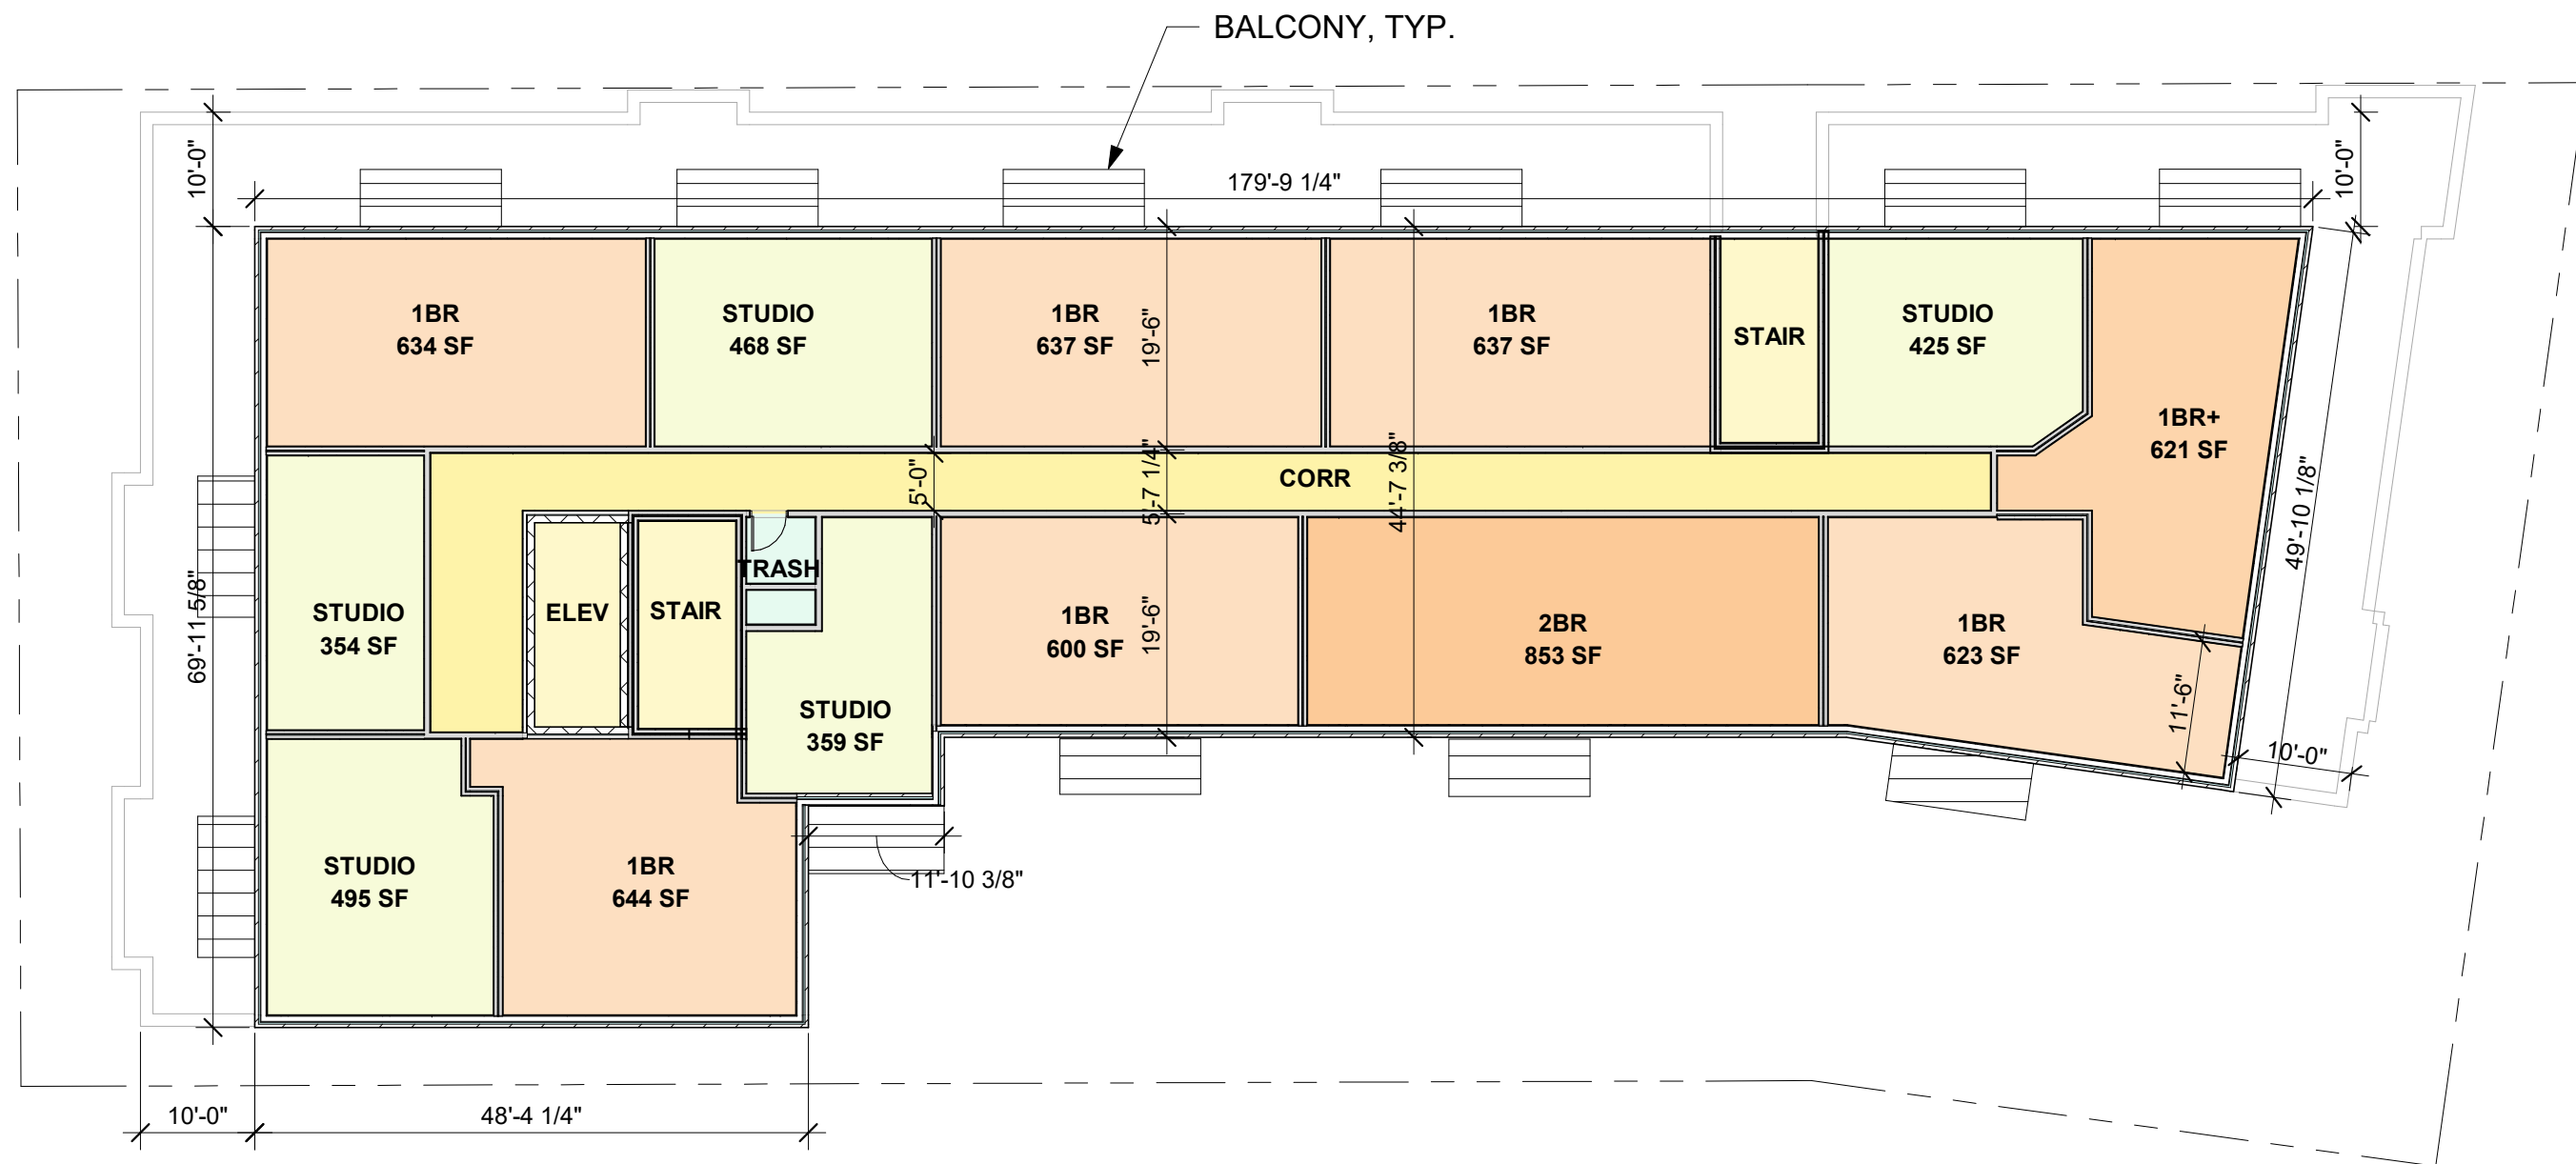 BALCONY, TYP.
10'-0"
179'-9 1/4"
10'-0"
1BR
634 SF
STUDIO
468 SF
1BR
637 SF
19'-6"
1BR
637 SF
STAIR
STUDIO
425 SF
1BR+
621 SF
CORR
5'-0"
5'-7 1/4"
44'-7 3/8"
49'-10 1/8"
69'-11 5/8"
STUDIO
354 SF
ELEV
STAIR
TRASH
STUDIO
359 SF
1BR
600 SF
19'-6"
2BR
853 SF
1BR
623 SF
11'-6"
10'-0"
STUDIO
495 SF
1BR
644 SF
11'-10 3/8"
10'-0"
48'-4 1/4"